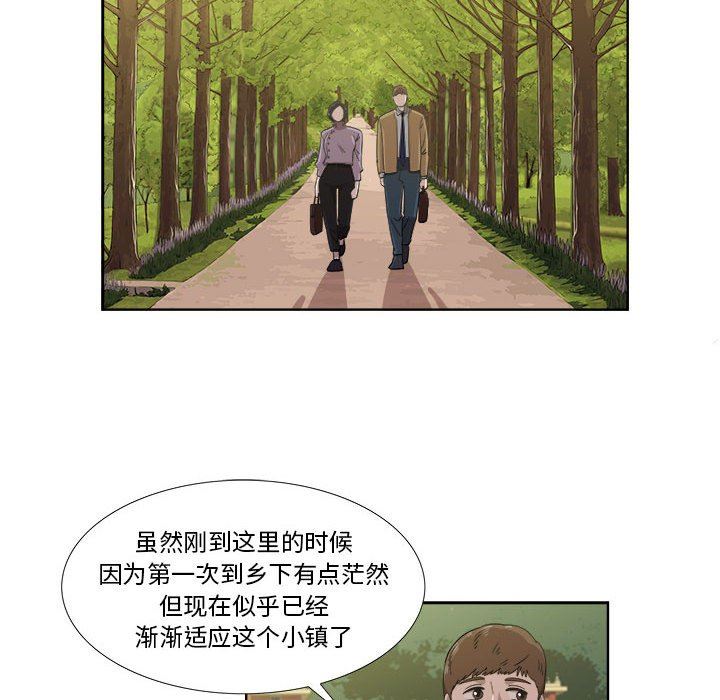 虽然刚到这里的时候
因为第一次到乡下有点茫然
但现在似乎已经
渐渐适应这个小镇了